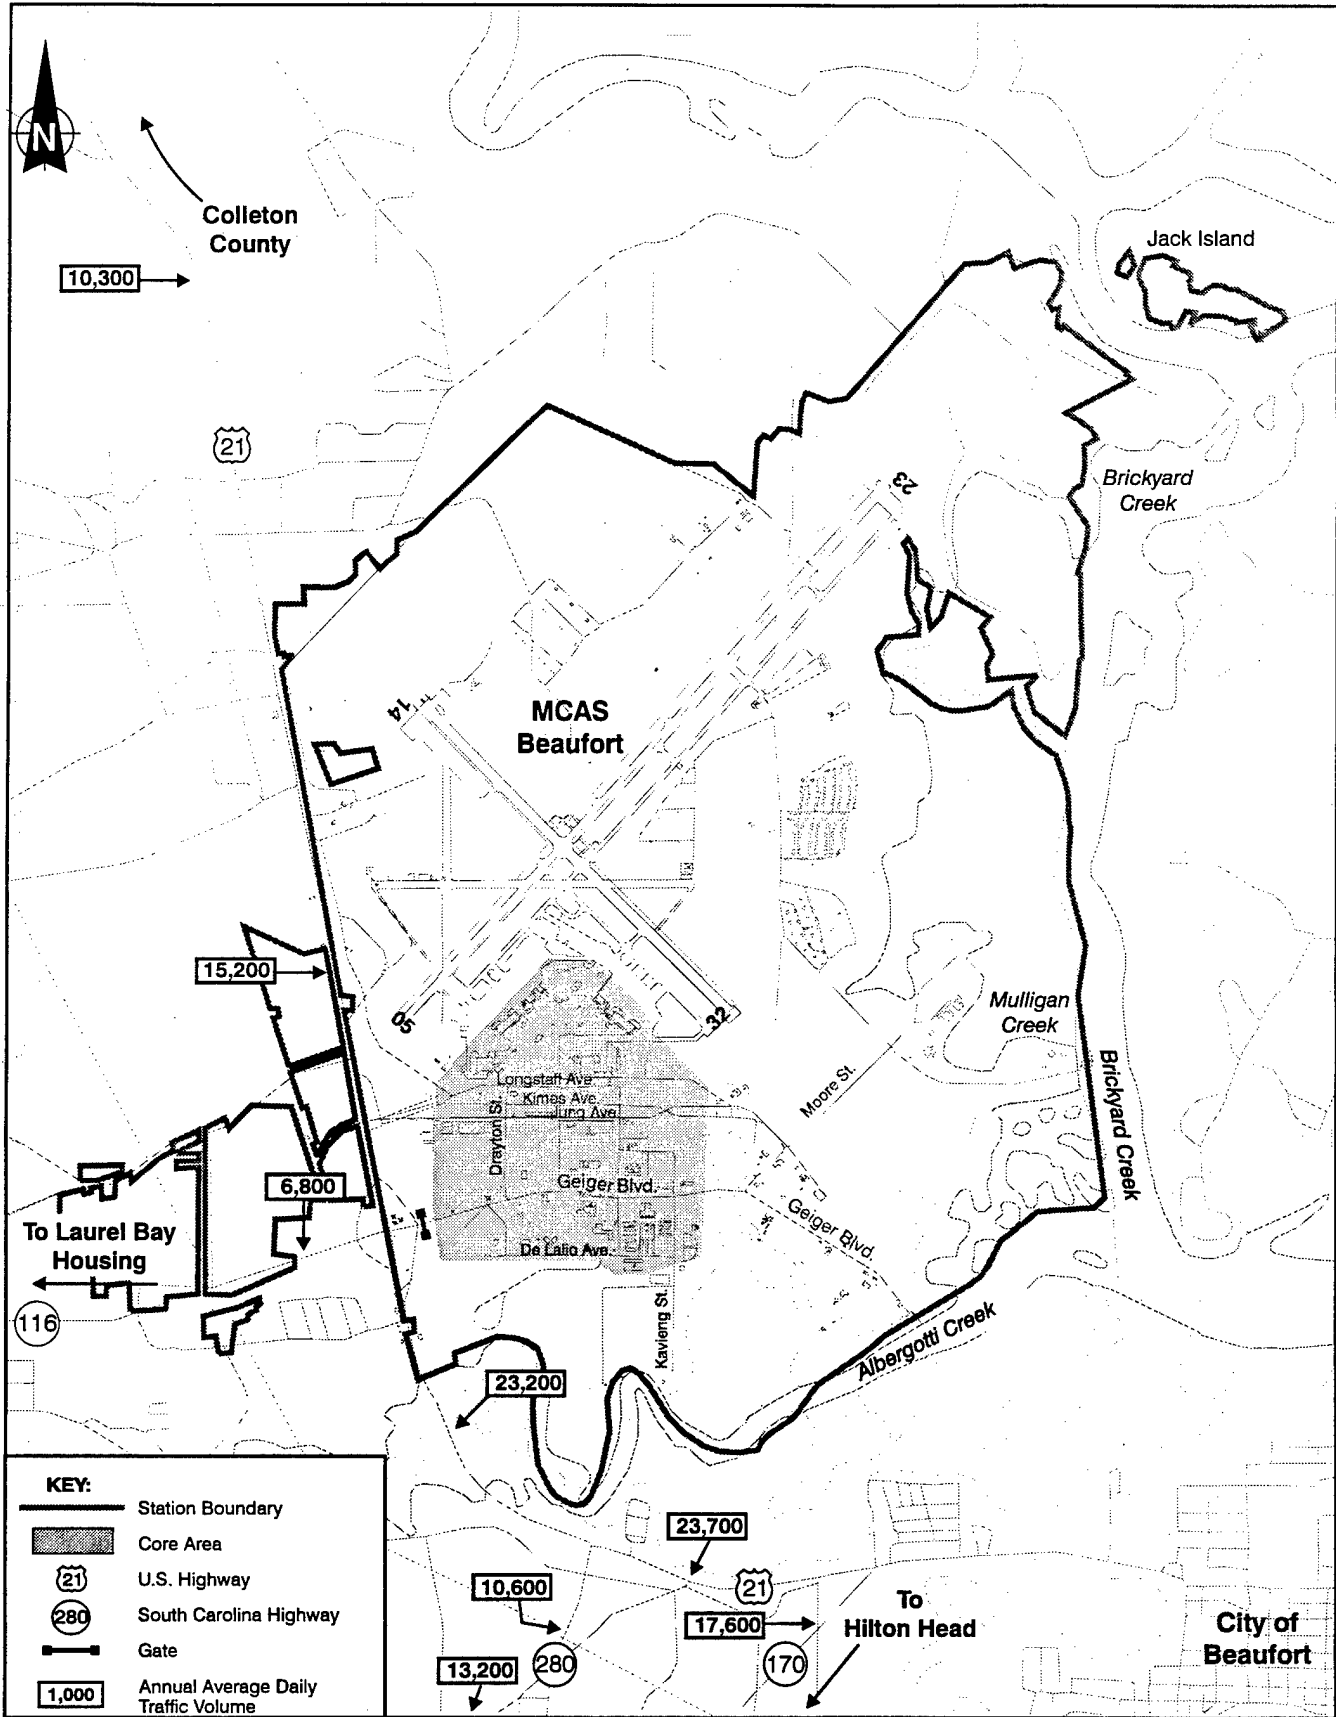 N
Colleton
County
10,300
Jack Island
21
Brickyard
Creek
23
14
MCAS
Beaufort
15,200
05
32
Mulligan
Creek
Brickyard Creek
Longstaff Ave
Kimes Ave
Jung Ave
Moore St.
Drayton St.
6,800
Geiger Blvd.
Geiger Blvd.
To Laurel Bay
Housing
De Lalio Ave.
116
Kavieng St.
Albergotti Creek
23,200
23,700
10,600
21
17,600
To
Hilton Head
City of
Beaufort
13,200
280
170
KEY:
Station Boundary
Core Area
21
U.S. Highway
280
South Carolina Highway
Gate
1,000
Annual Average Daily
Traffic Volume